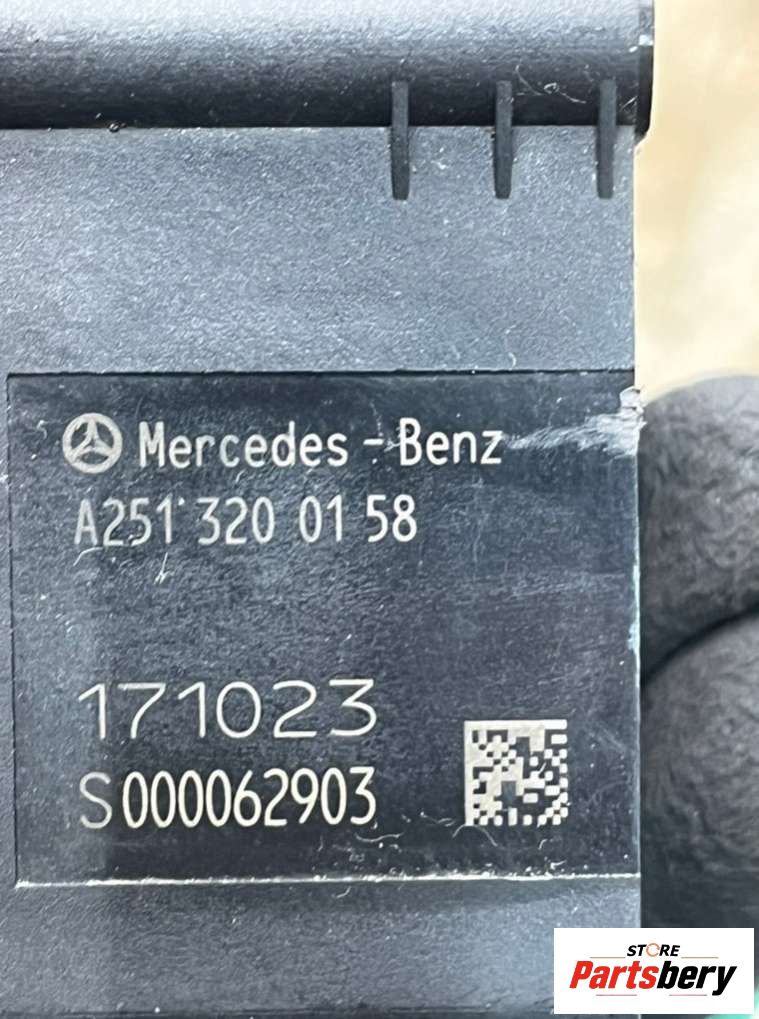 Mercedes-Benz
A251 320 01 58
171023
S000062903
STORE
Partsbery